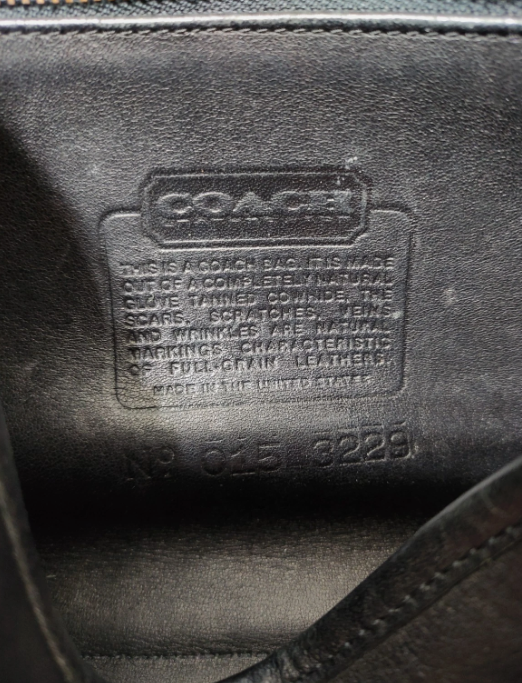 COACH
THIS IS A COACH BAG. IT IS MADE
OUT OF A COMPLETELY NATURAL
GLOVE TANNED COWHIDE. THE
SCARS, SCRATCHES, VEINS
AND WRINKLES ARE NATURAL
MARKINGS CHARACTERISTIC
OF FULL-GRAIN LEATHERS.
MADE IN THE UNITED STATES
No 015-3229